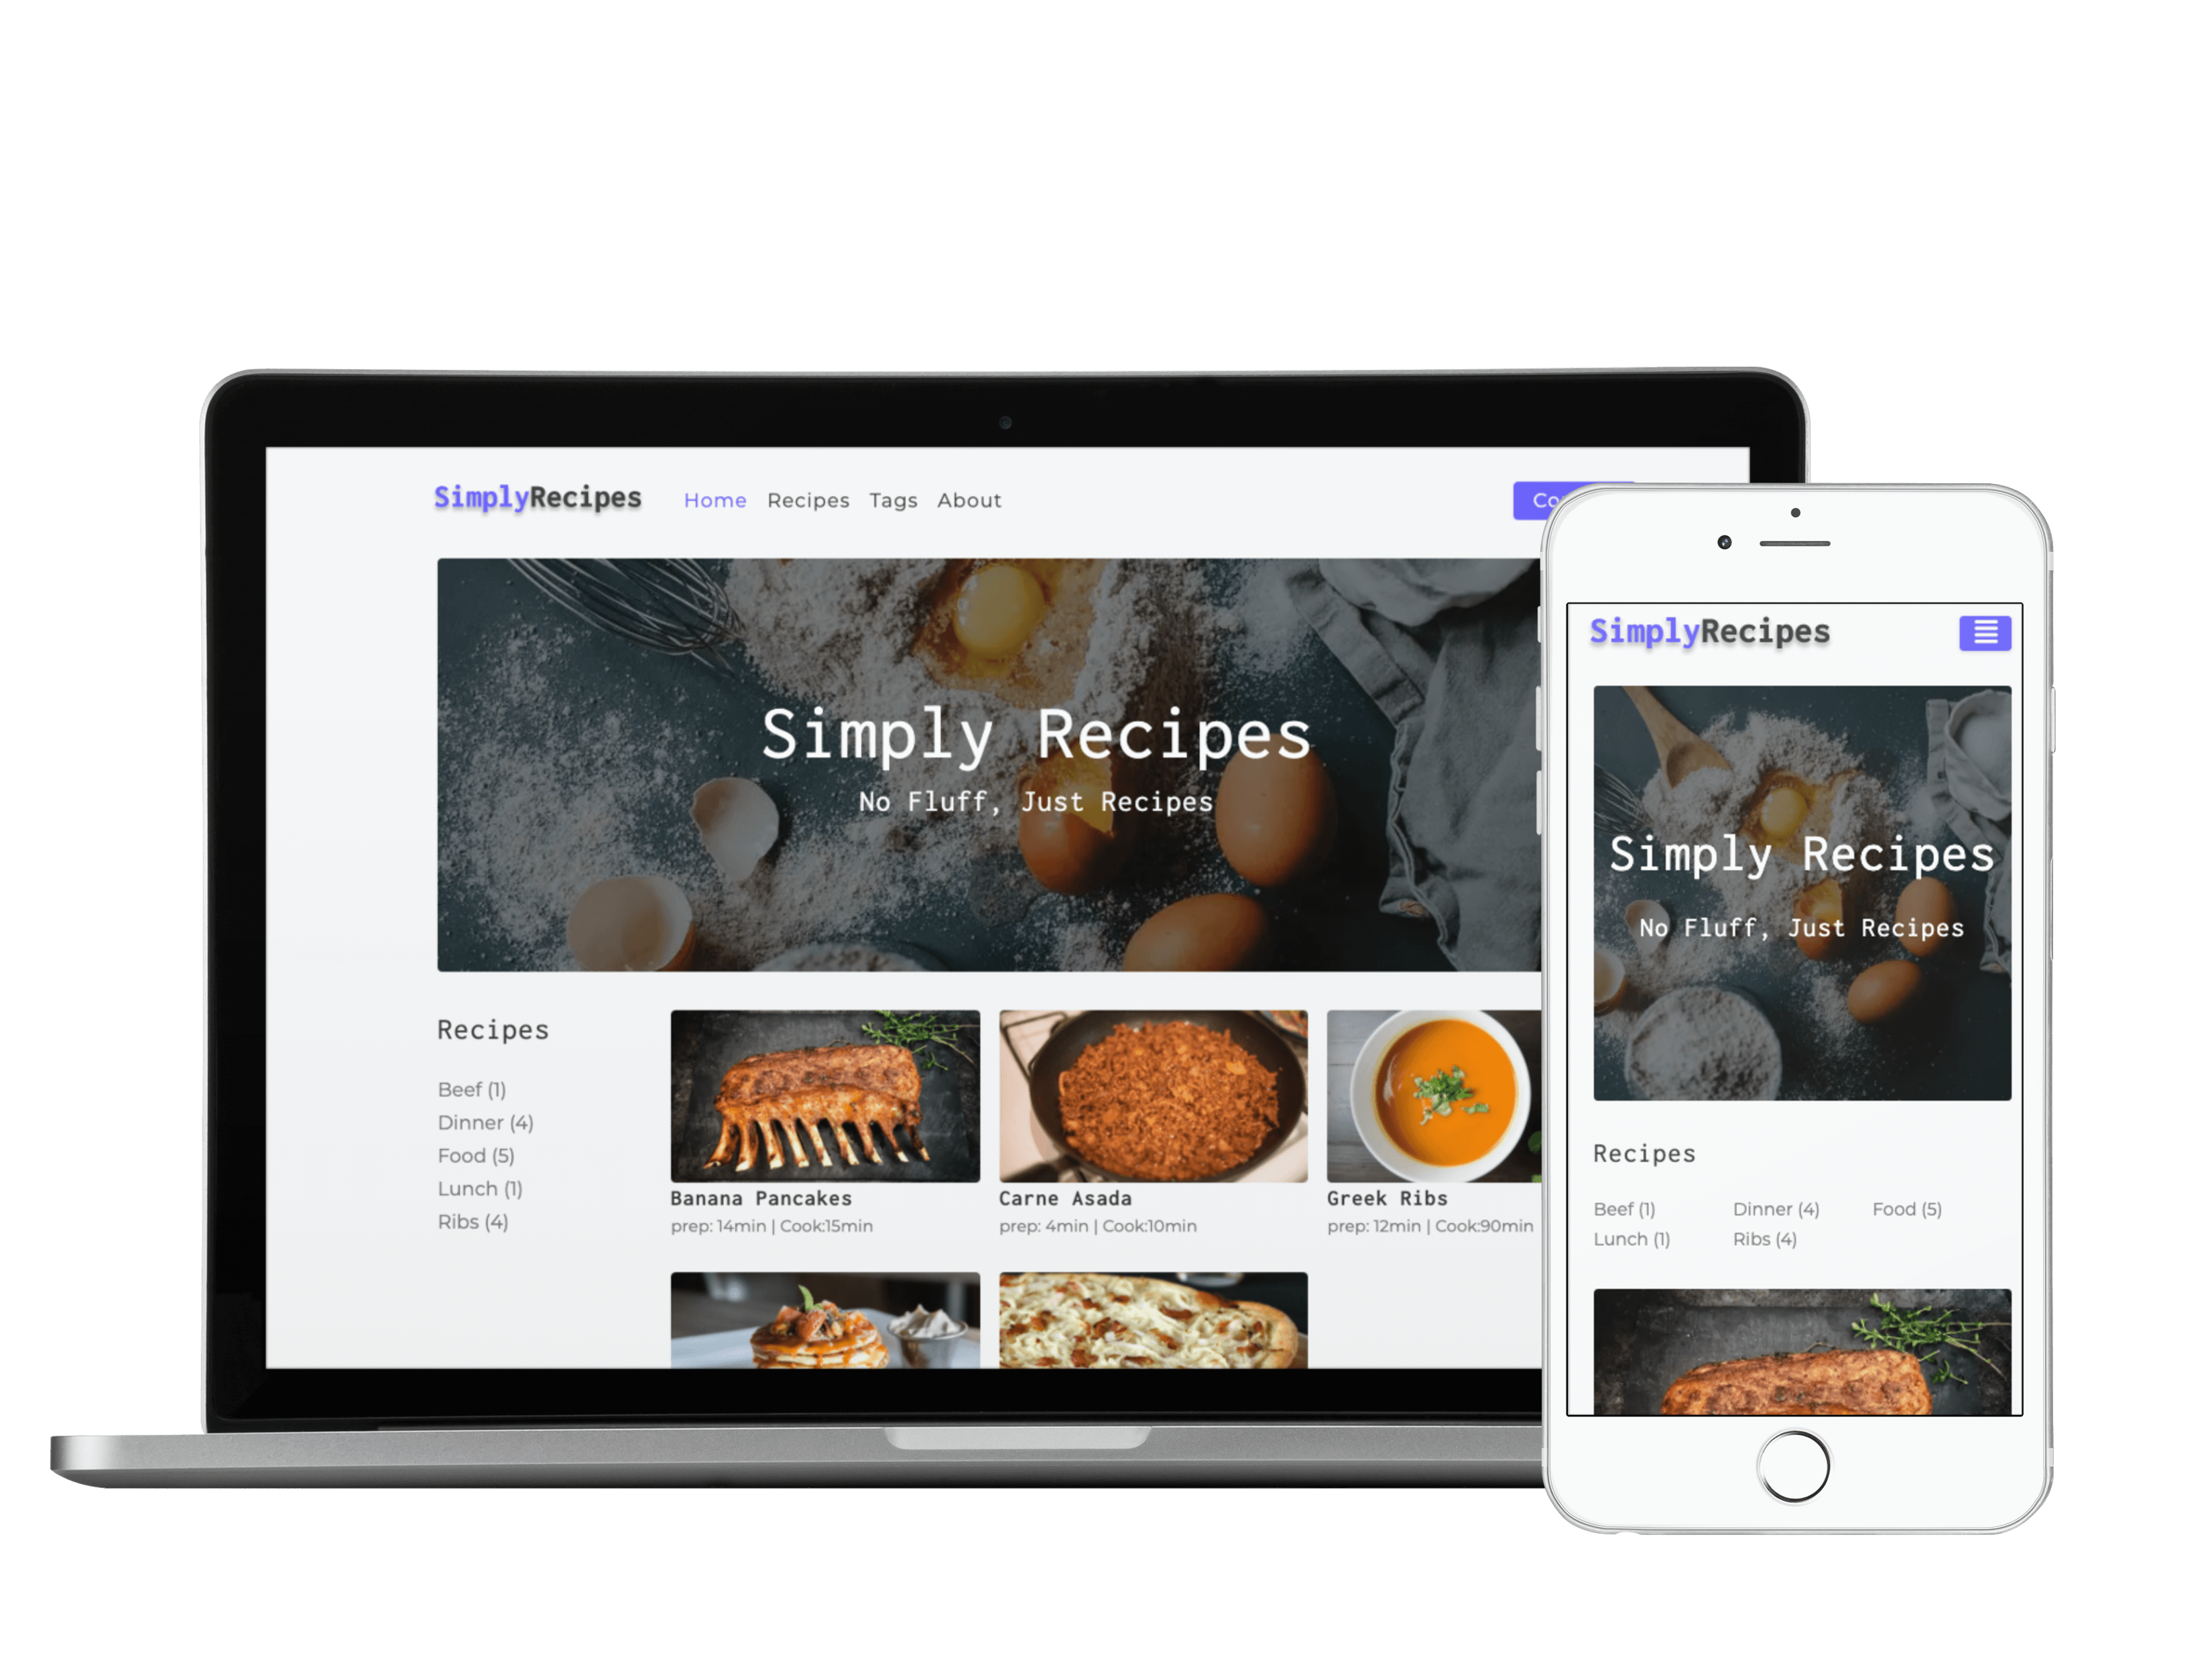 SimplyRecipes Home Recipes Tags About
Simply Recipes
No Fluff, Just Recipes
Recipes
Beef (1)
Dinner (4)
Food (5)
Lunch (1)
Ribs (4)
Banana Pancakes
prep: 14min | Cook:15min
Carne Asada
prep: 4min | Cook:10min
Greek Ribs
prep: 12min | Cook:90min
SimplyRecipes
Simply Recipes
No Fluff, Just Recipes
Recipes
Beef (1) Dinner (4) Food (5)
Lunch (1) Ribs (4)